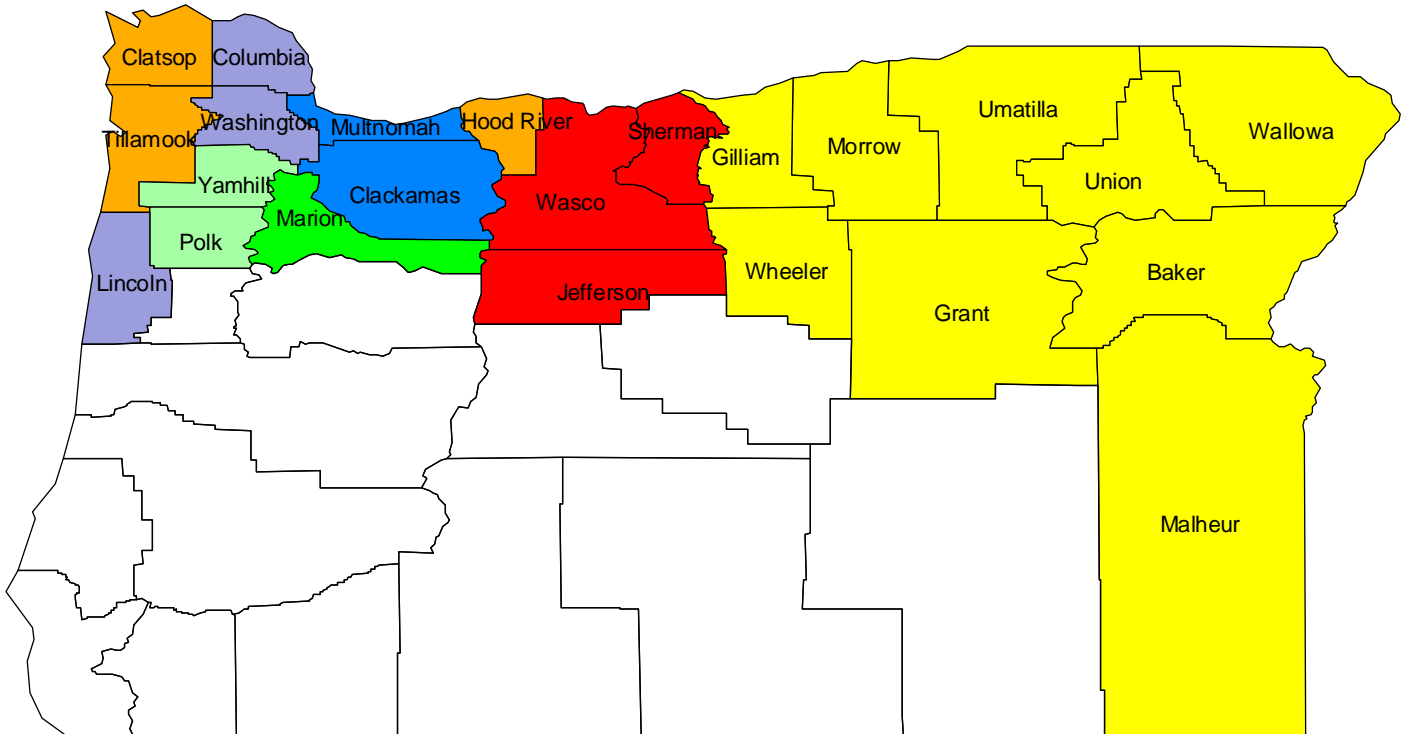 Clatsop
Columbia
Tillamook
Washington
Multnomah
Hood River
Sherman
Gilliam
Morrow
Umatilla
Wallowa
Yamhill
Clackamas
Wasco
Union
Polk
Marion
Lincoln
Jefferson
Wheeler
Grant
Baker
Malheur